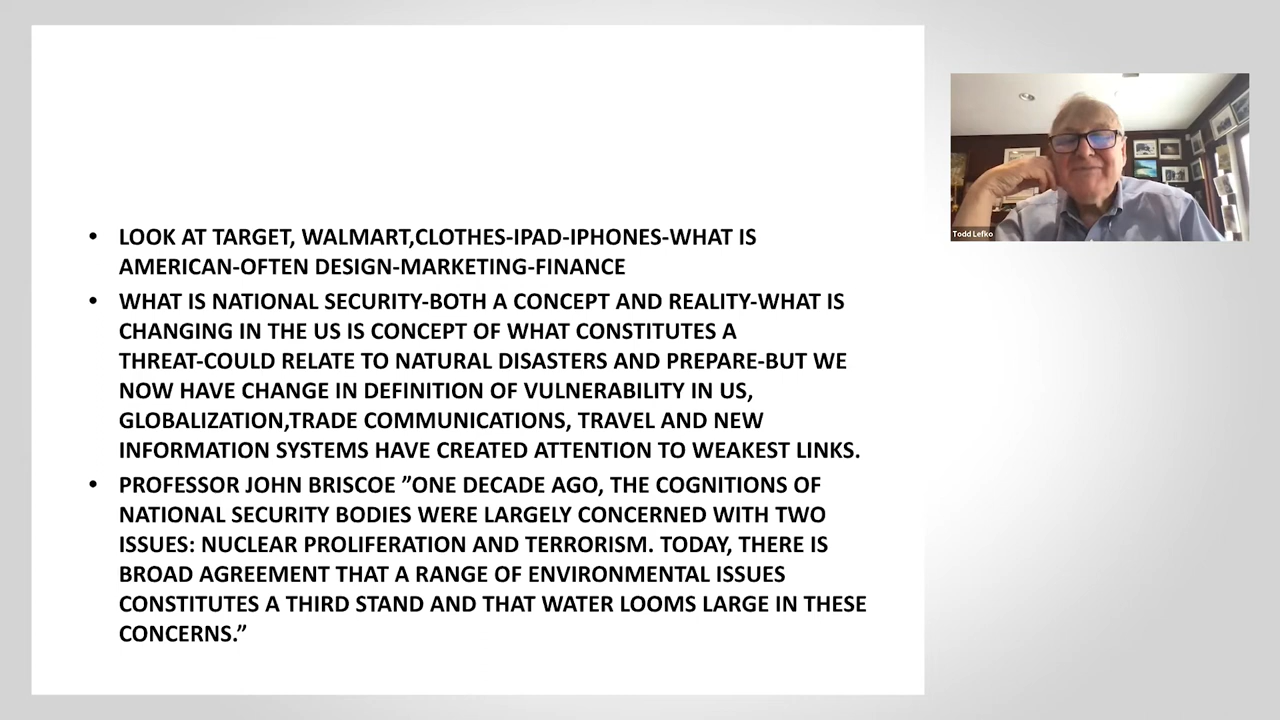 • LOOK AT TARGET, WALMART,CLOTHES-IPAD-IPHONES-WHAT IS
AMERICAN-OFTEN DESIGN-MARKETING-FINANCE
• WHAT IS NATIONAL SECURITY-BOTH A CONCEPT AND REALITY-WHAT IS
CHANGING IN THE US IS CONCEPT OF WHAT CONSTITUTES A
THREAT-COULD RELATE TO NATURAL DISASTERS AND PREPARE-BUT WE
NOW HAVE CHANGE IN DEFINITION OF VULNERABILITY IN US,
GLOBALIZATION,TRADE COMMUNICATIONS, TRAVEL AND NEW
INFORMATION SYSTEMS HAVE CREATED ATTENTION TO WEAKEST LINKS.
• PROFESSOR JOHN BRISCOE ”ONE DECADE AGO, THE COGNITIONS OF
NATIONAL SECURITY BODIES WERE LARGELY CONCERNED WITH TWO
ISSUES: NUCLEAR PROLIFERATION AND TERRORISM. TODAY, THERE IS
BROAD AGREEMENT THAT A RANGE OF ENVIRONMENTAL ISSUES
CONSTITUTES A THIRD STAND AND THAT WATER LOOMS LARGE IN THESE
CONCERNS.”
Todd Lefko